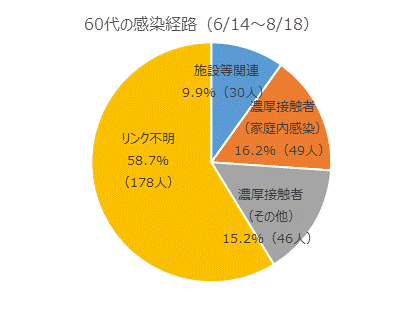 60代の感染経路（6/14～8/18）
施設等関連
9.9%（30人）
濃厚接触者
（家庭内感染）
16.2%（49人）
濃厚接触者
（その他）
15.2%（46人）
リンク不明
58.7%
（178人）